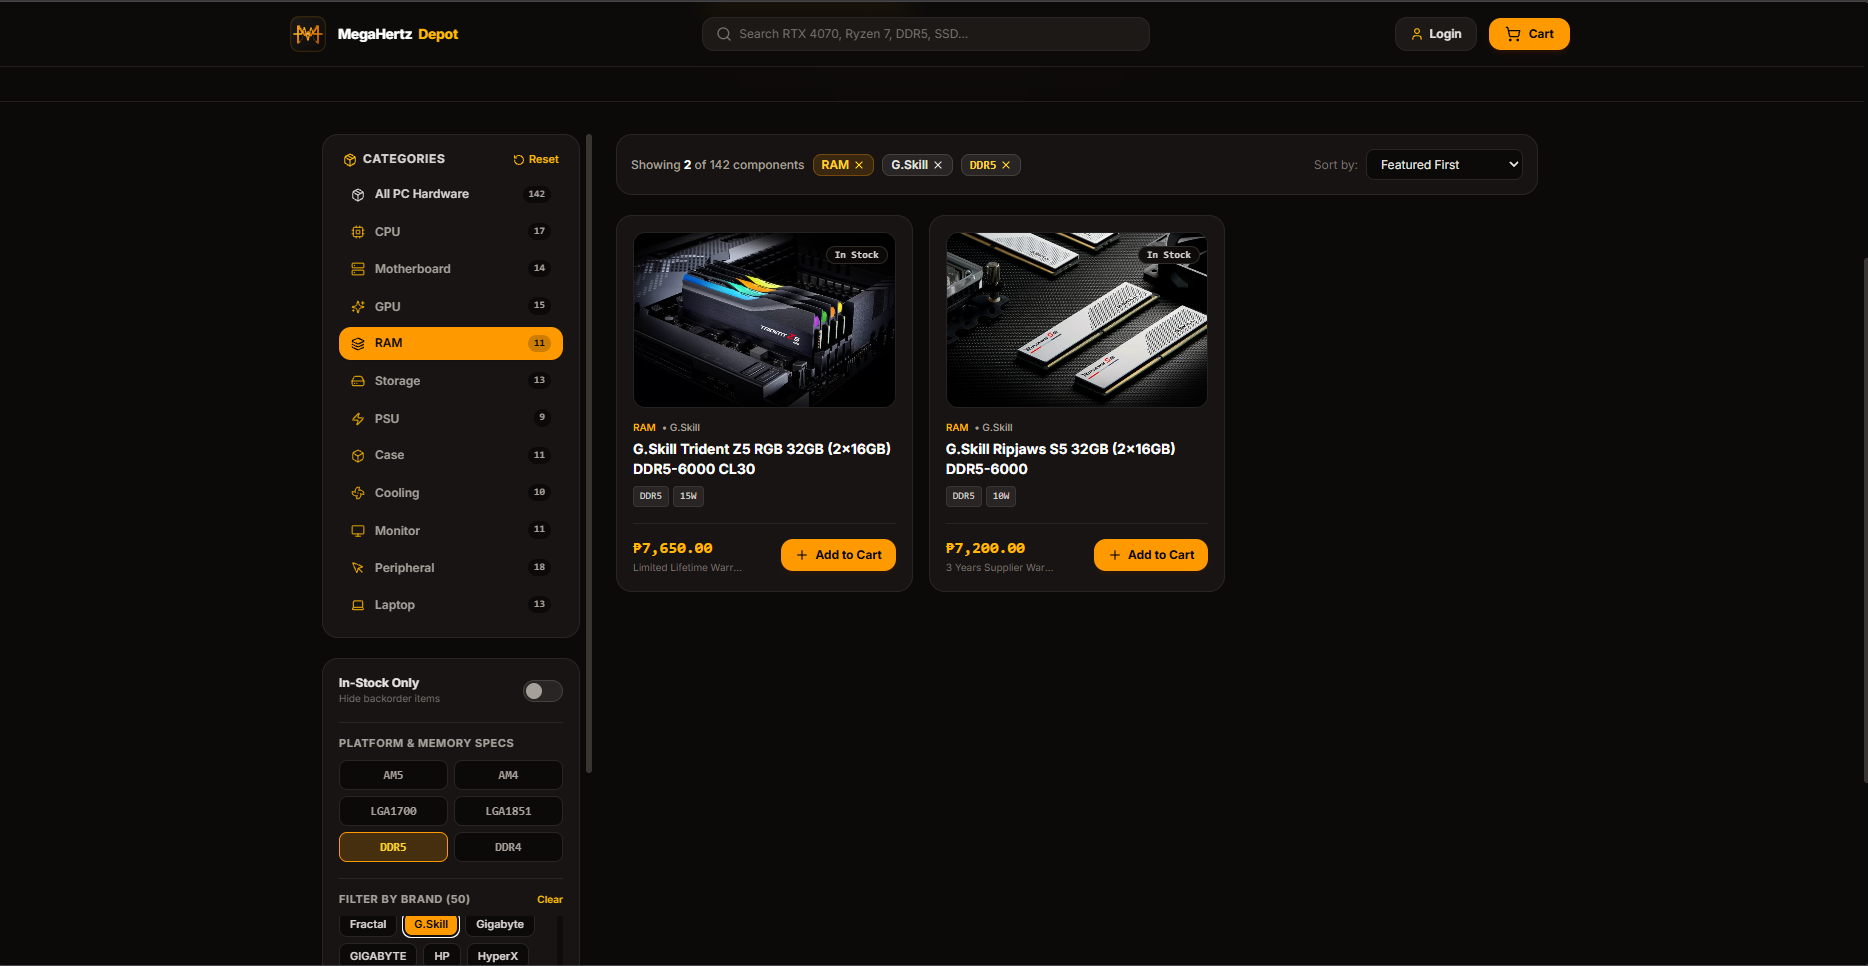 MegaHertz Depot
Search RTX 4070, Ryzen 7, DDR5, SSD...
Login
Cart
CATEGORIES
Reset
All PC Hardware 142
CPU 17
Motherboard 14
GPU 15
RAM 11
Storage 13
PSU 9
Case 11
Cooling 10
Monitor 11
Peripheral 18
Laptop 13
In-Stock Only
Hide backorder items
PLATFORM & MEMORY SPECS
AM5
AM4
LGA1700
LGA1851
DDR5
DDR4
FILTER BY BRAND (50)
Clear
Fractal
G.Skill
Gigabyte
GIGABYTE
HP
HyperX
Showing 2 of 142 components
RAM ×
G.Skill ×
DDR5 ×
Sort by:
Featured First
In Stock
TRIDENT Z5
RAM • G.Skill
G.Skill Trident Z5 RGB 32GB (2×16GB)
DDR5-6000 CL30
DDR5
15W
₱7,650.00
Limited Lifetime Warr...
+ Add to Cart
In Stock
RIPJAWS S5
RIPJAWS S5
RAM • G.Skill
G.Skill Ripjaws S5 32GB (2×16GB)
DDR5-6000
DDR5
10W
₱7,200.00
3 Years Supplier War...
+ Add to Cart